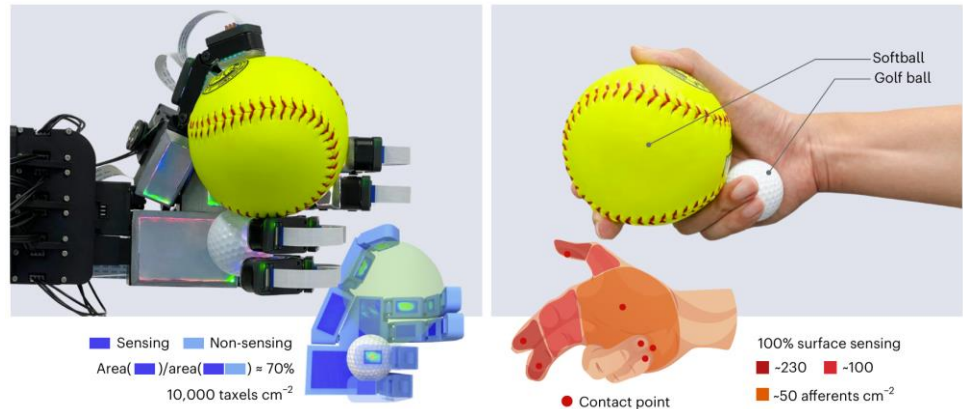 Softball
Golf ball
Sensing
Non-sensing
Area( )/area( ) ≈ 70%
10,000 taxels cm⁻²
Contact point
100% surface sensing
~230
~100
~50 afferents cm⁻²